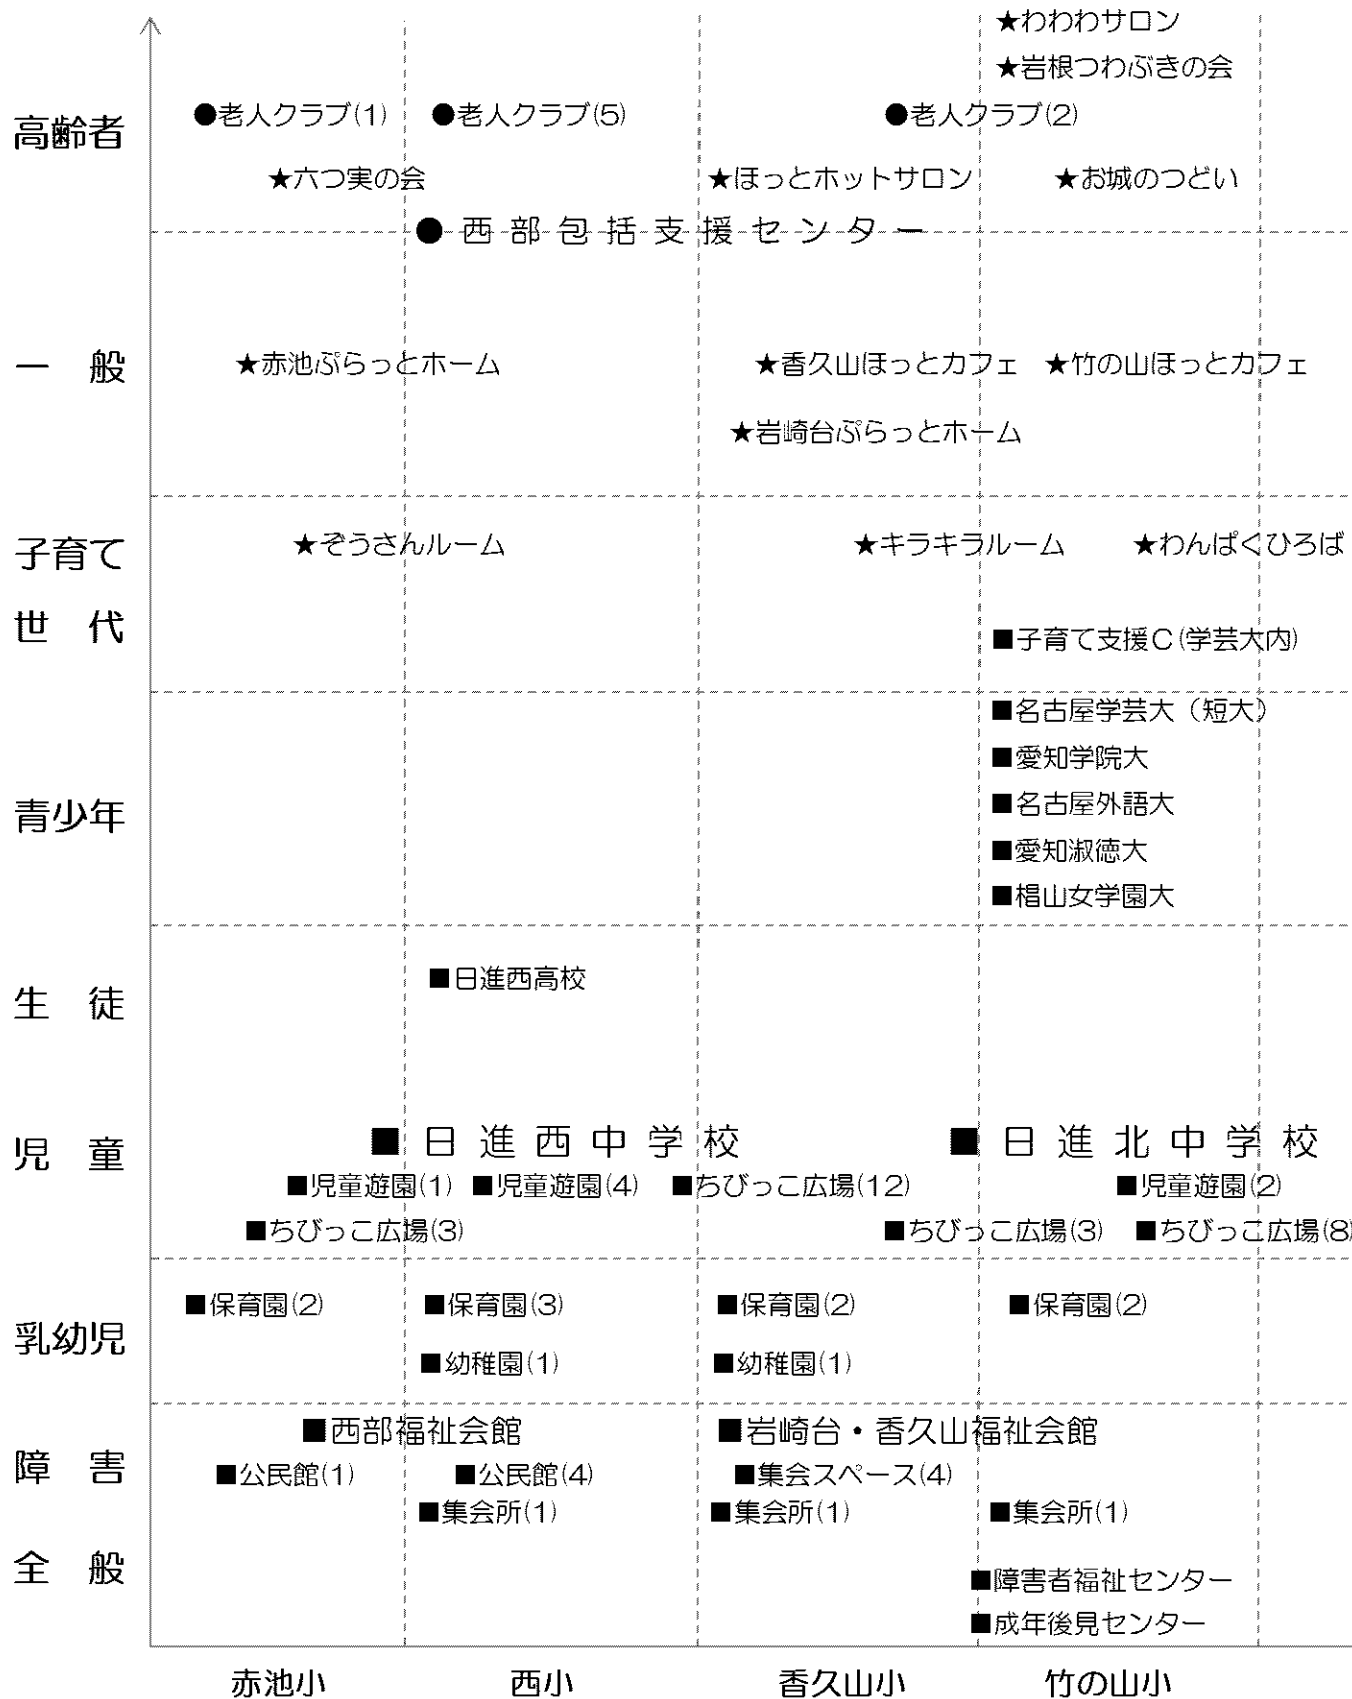 ★わわわサロン
★岩根つわぶきの会
高齢者
●老人クラブ(1)
●老人クラブ(5)
●老人クラブ(2)
★六つ実の会
★ほっとホットサロン
★お城のつどい
●西部包括支援センター
一般
★赤池ぷらっとホーム
★香久山ほっとカフェ
★竹の山ほっとカフェ
★岩崎台ぷらっとホーム
子育て
世代
★ぞうさんルーム
★キラキラルーム
★わんぱくひろば
■子育て支援C(学芸大内)
青少年
■名古屋学芸大(短大)
■愛知学院大
■名古屋外語大
■愛知淑徳大
■椙山女学園大
生徒
■日進西高校
児童
■日進西中学校
■日進北中学校
■児童遊園(1)
■児童遊園(4)
■ちびっこ広場(12)
■児童遊園(2)
■ちびっこ広場(3)
■ちびっこ広場(3)
■ちびっこ広場(8)
乳幼児
■保育園(2)
■保育園(3)
■保育園(2)
■保育園(2)
■幼稚園(1)
■幼稚園(1)
障害
全般
■西部福祉会館
■岩崎台・香久山福祉会館
■公民館(1)
■公民館(4)
■集会スペース(4)
■集会所(1)
■集会所(1)
■集会所(1)
■障害者福祉センター
■成年後見センター
赤池小
西小
香久山小
竹の山小